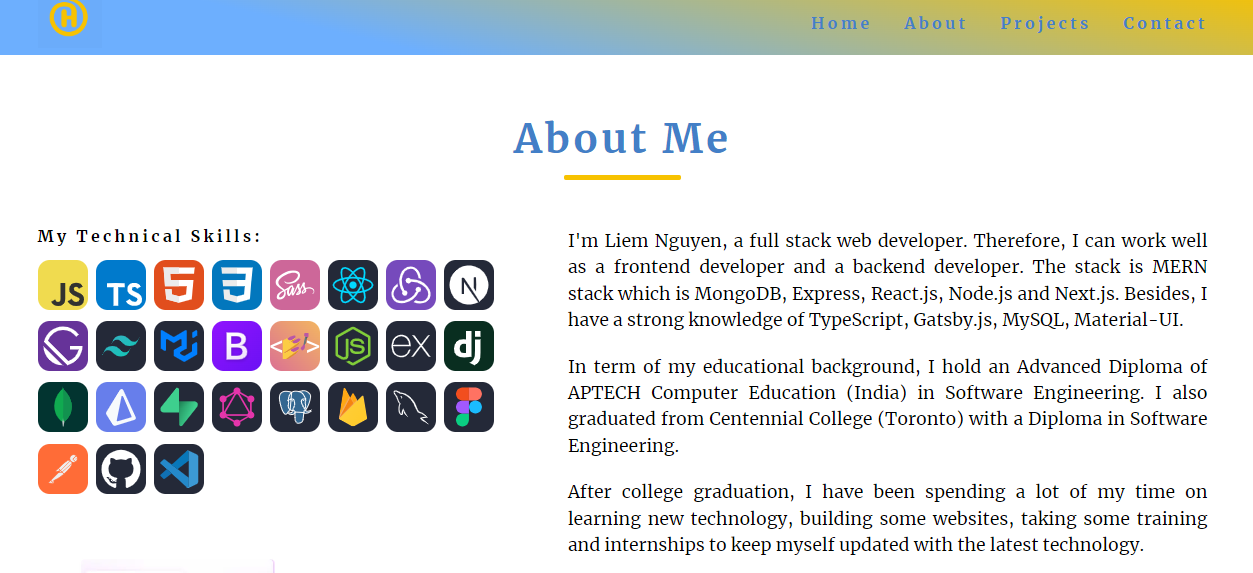 H
Home About Projects Contact
About Me
My Technical Skills:
JS TS 5 3 Sass N
B <> JS ex dj
I'm Liem Nguyen, a full stack web developer. Therefore, I can work well
as a frontend developer and a backend developer. The stack is MERN
stack which is MongoDB, Express, React.js, Node.js and Next.js. Besides, I
have a strong knowledge of TypeScript, Gatsby.js, MySQL, Material-UI.
In term of my educational background, I hold an Advanced Diploma of
APTECH Computer Education (India) in Software Engineering. I also
graduated from Centennial College (Toronto) with a Diploma in Software
Engineering.
After college graduation, I have been spending a lot of my time on
learning new technology, building some websites, taking some training
and internships to keep myself updated with the latest technology.